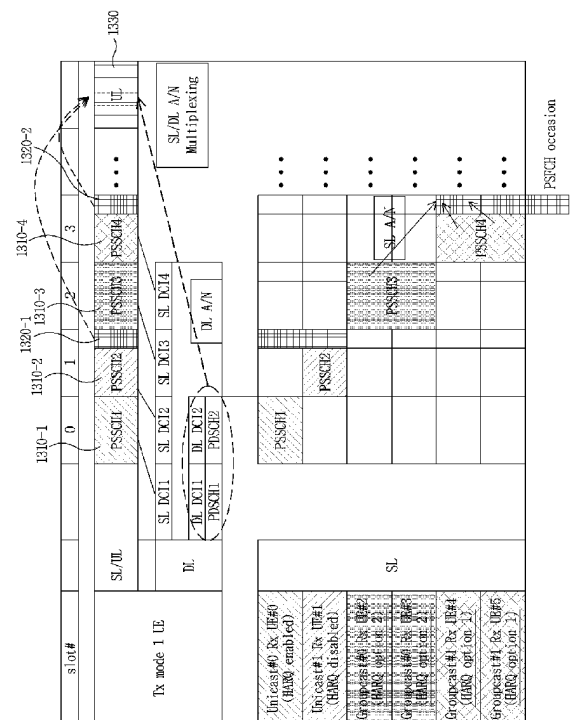 1310-1
1310-2
1320-1
1310-3
1310-4
1320-2
1330
slot#
0
1
2
3
Tx mode 1 UE
SL/UL
PSSCH1
PSSCH2
PSSCH3
PSSCH4
UL
DL
SL DCI1
SL DCI2
SL DCI3
SL DCI4
DL DCI1
DL DCI2
PDSCH1
PDSCH2
DL A/N
SL/DL A/N
Multiplexing
Unicast#0 Rx UE#0
(HARQ enabled)
Unicast#1 Rx UE#1
(HARQ disabled)
Groupcast#0 Rx UE#2
(HARQ option 2)
Groupcast#0 Rx UE#3
(HARQ option 2)
Groupcast#1 Rx UE#4
(HARQ option 1)
Groupcast#1 Rx UE#5
(HARQ option 1)
SL
PSSCH1
PSSCH2
PSSCH3
SL A/N
PSSCH4
PSFCH occasion